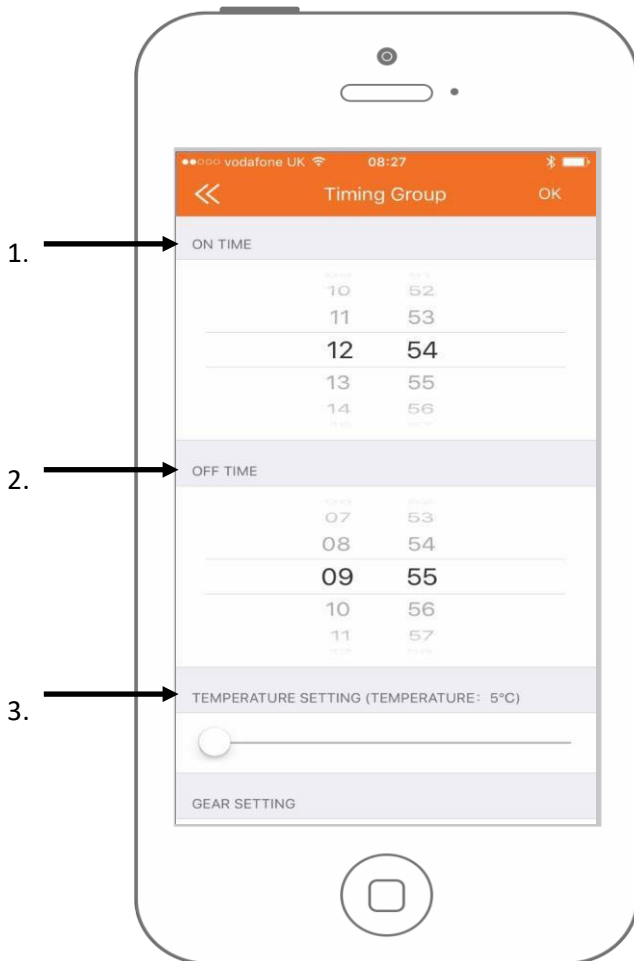 vodafone UK 08:27
Timing Group OK
1. ON TIME
10 52
11 53
12 54
13 55
14 56
2. OFF TIME
07 53
08 54
09 55
10 56
11 57
3. TEMPERATURE SETTING (TEMPERATURE: 5°C)
GEAR SETTING